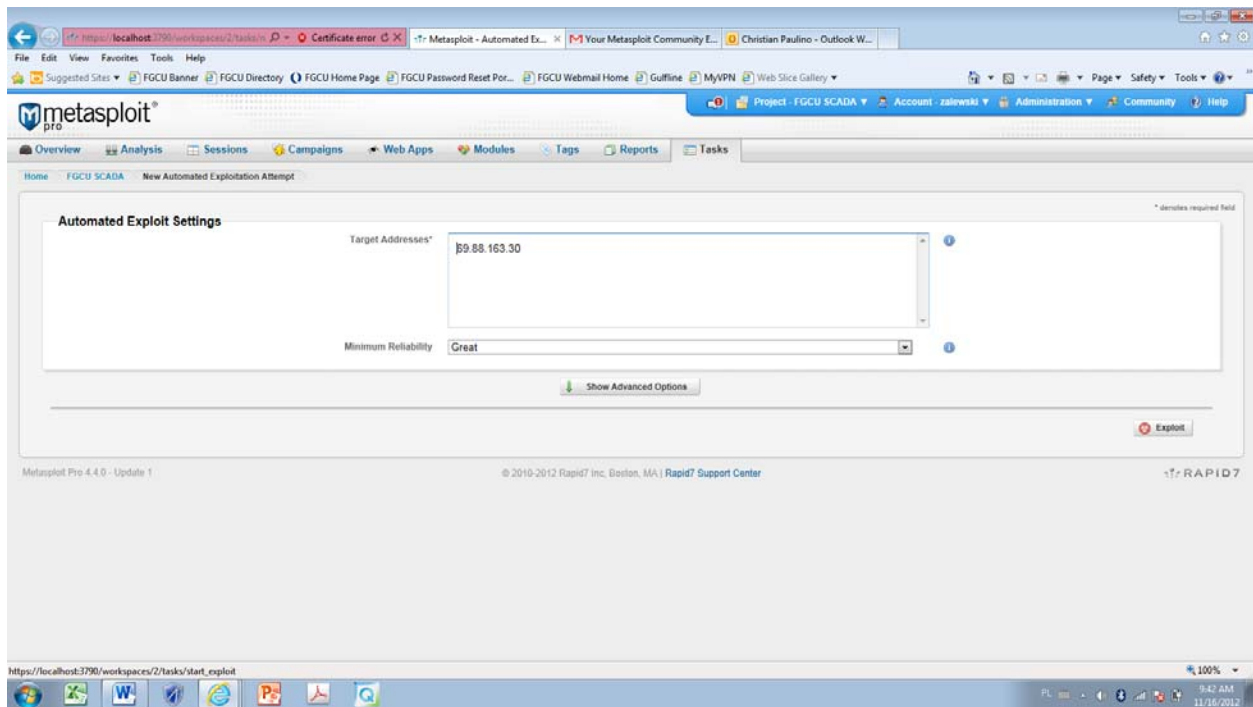 https://localhost:3790/workspaces/2/tasks/n
Certificate error
Metasploit - Automated Ex...
Your Metasploit Community E...
Christian Paulino - Outlook W...
File Edit View Favorites Tools Help
Suggested Sites FGCU Banner FGCU Directory FGCU Home Page FGCU Password Reset Por... FGCU Webmail Home Gulfline MyVPN Web Slice Gallery Page Safety Tools
metasploit®
pro
0 Project - FGCU SCADA Account - zalewski Administration Community Help
Overview Analysis Sessions Campaigns Web Apps Modules Tags Reports Tasks
Home FGCU SCADA New Automated Exploitation Attempt
* denotes required field
Automated Exploit Settings
Target Addresses*
69.88.163.30
Minimum Reliability Great
Show Advanced Options
Exploit
Metasploit Pro 4.4.0 - Update 1 © 2010-2012 Rapid7 Inc, Boston, MA | Rapid7 Support Center RAPID7
https://localhost:3790/workspaces/2/tasks/start_exploit 100%
PL
9:42 AM
11/16/2012